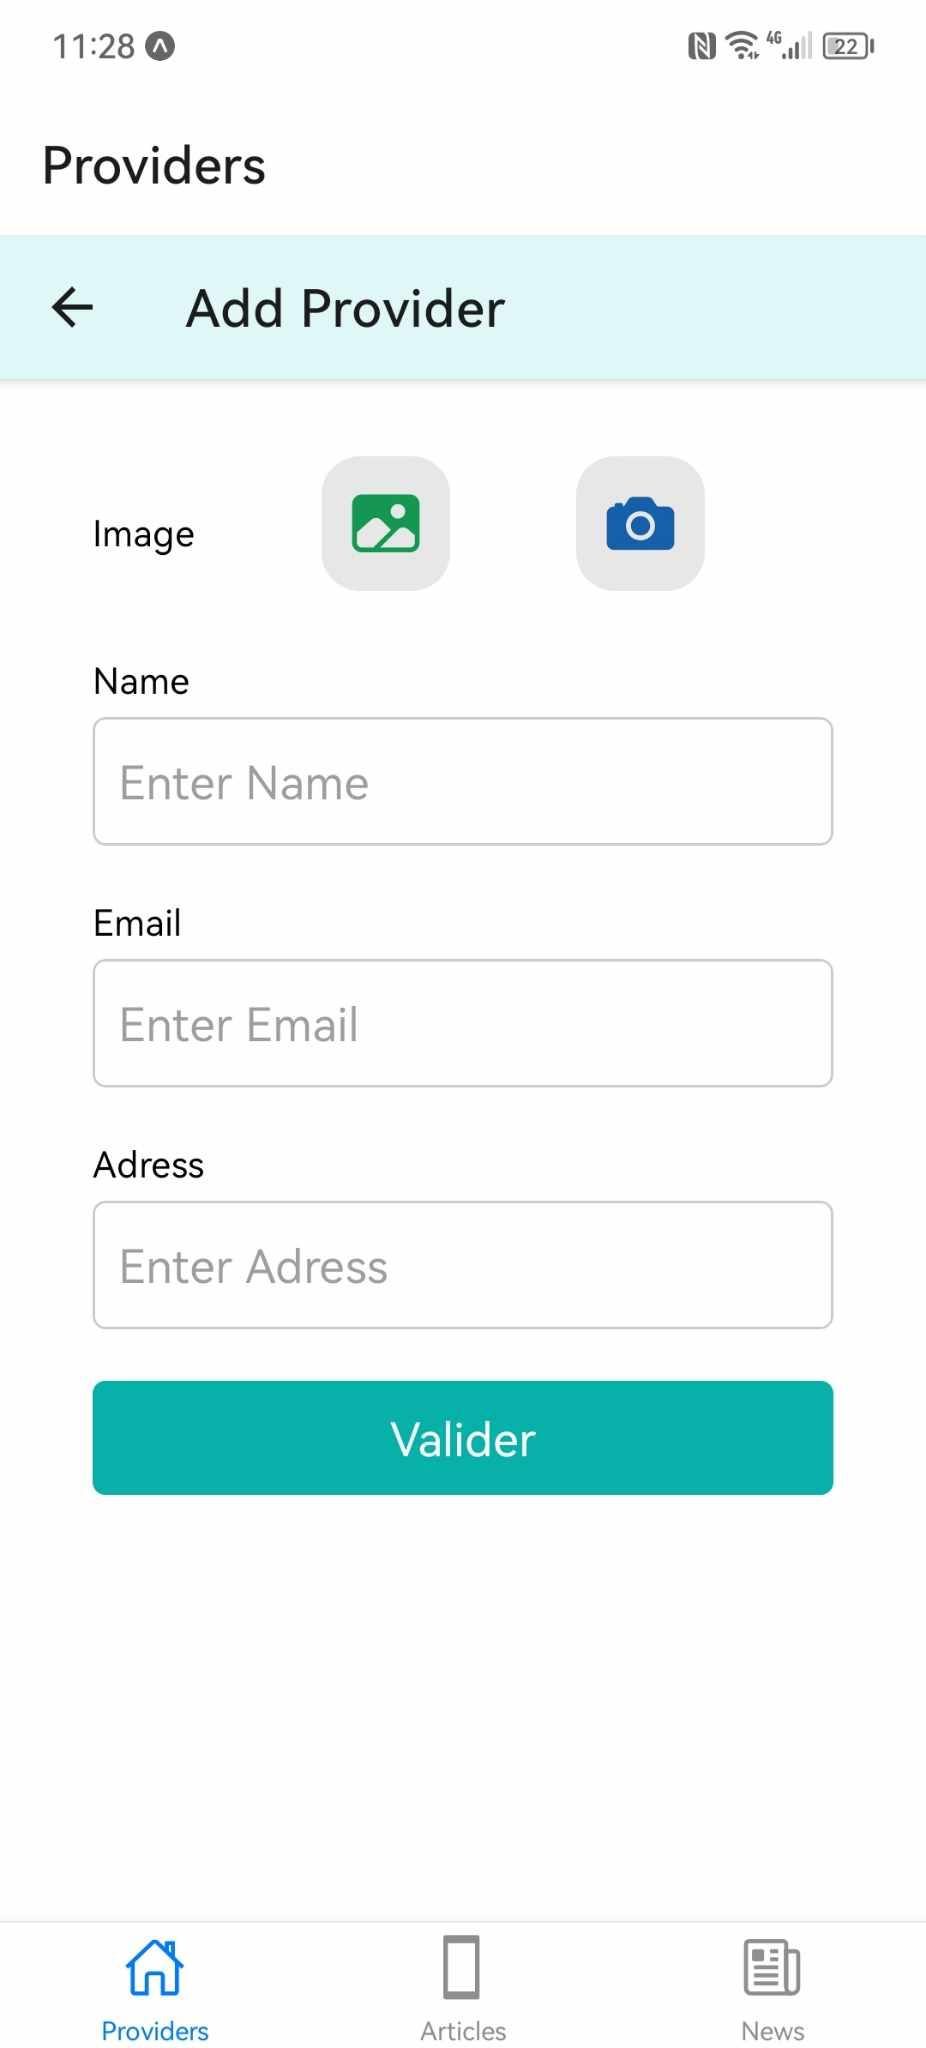 11:28 4G 22
Providers
Add Provider
Image
Name
Enter Name
Email
Enter Email
Adress
Enter Adress
Valider
Providers Articles News